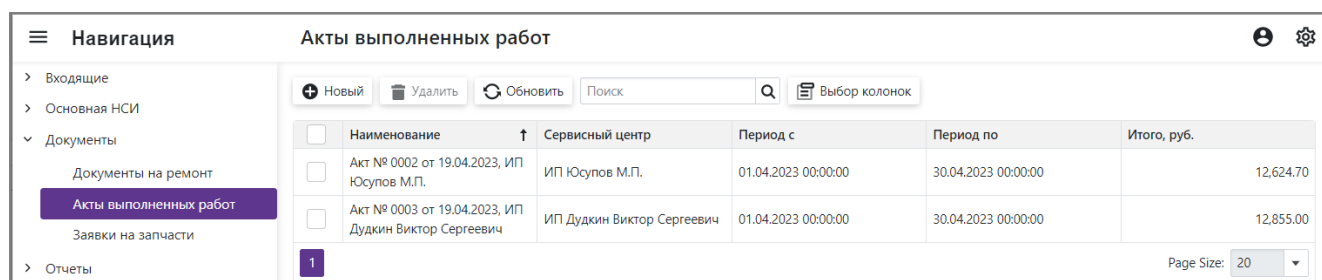 Навигация
Акты выполненных работ
Входящие
Основная НСИ
Документы
Документы на ремонт
Акты выполненных работ
Заявки на запчасти
Отчеты
Новый Удалить Обновить Поиск Выбор колонок
Наименование ↑ Сервисный центр Период с Период по Итого, руб.
Акт № 0002 от 19.04.2023, ИП
Юсупов М.П.
ИП Юсупов М.П. 01.04.2023 00:00:00 30.04.2023 00:00:00 12,624.70
Акт № 0003 от 19.04.2023, ИП
Дудкин Виктор Сергеевич
ИП Дудкин Виктор Сергеевич 01.04.2023 00:00:00 30.04.2023 00:00:00 12,855.00
1 Page Size: 20